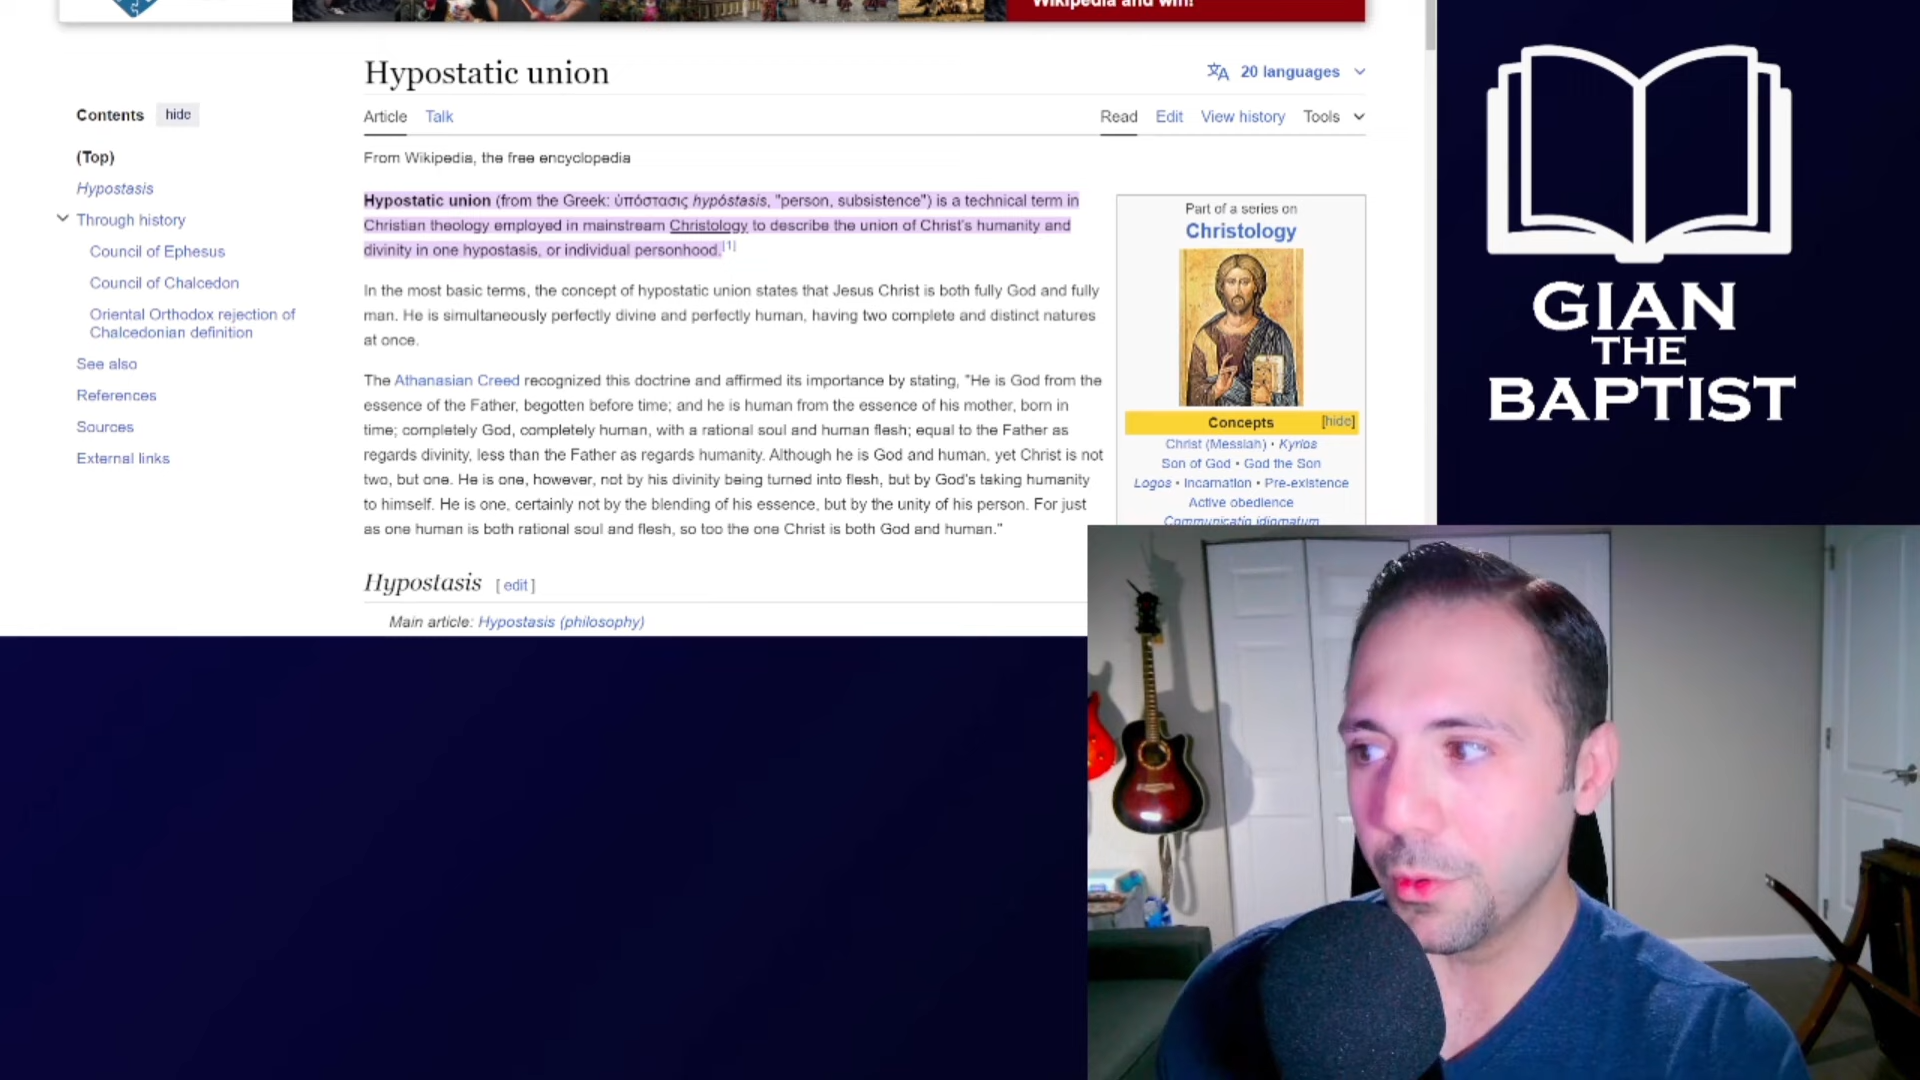 Wikipedia and win!
Hypostatic union
20 languages
Contents hide
(Top)
Hypostasis
Through history
Council of Ephesus
Council of Chalcedon
Oriental Orthodox rejection of
Chalcedonian definition
See also
References
Sources
External links
Article Talk
Read Edit View history Tools
From Wikipedia, the free encyclopedia
Hypostatic union (from the Greek: ὑπόστασις hypóstasis, "person, subsistence") is a technical term in
Christian theology employed in mainstream Christology to describe the union of Christ's humanity and
divinity in one hypostasis, or individual personhood.[1]
In the most basic terms, the concept of hypostatic union states that Jesus Christ is both fully God and fully
man. He is simultaneously perfectly divine and perfectly human, having two complete and distinct natures
at once.
The Athanasian Creed recognized this doctrine and affirmed its importance by stating, "He is God from the
essence of the Father, begotten before time; and he is human from the essence of his mother, born in
time; completely God, completely human, with a rational soul and human flesh; equal to the Father as
regards divinity, less than the Father as regards humanity. Although he is God and human, yet Christ is not
two, but one. He is one, however, not by his divinity being turned into flesh, but by God's taking humanity
to himself. He is one, certainly not by the blending of his essence, but by the unity of his person. For just
as one human is both rational soul and flesh, so too the one Christ is both God and human."
Hypostasis [ edit ]
Main article: Hypostasis (philosophy)
Part of a series on
Christology
Concepts [hide]
Christ (Messiah) • Kyrios
Son of God • God the Son
Logos • Incarnation • Pre-existence
Active obedience
Communicatio idiomatum
GIAN
THE
BAPTIST